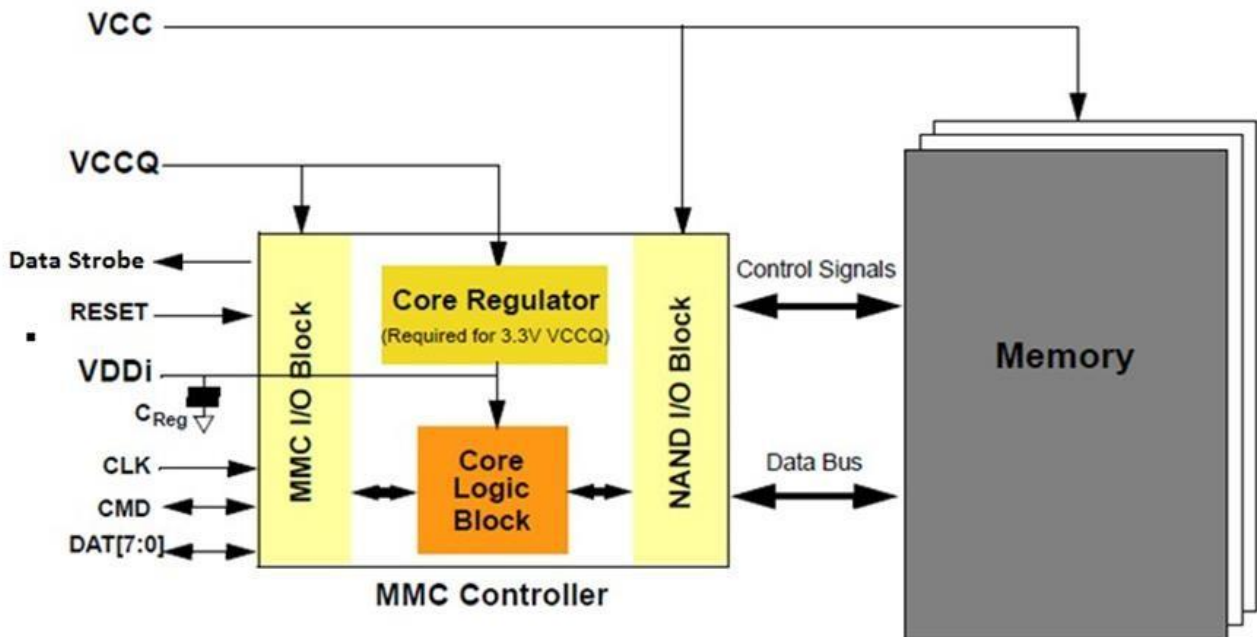 VCC
VCCQ
Data Strobe
RESET
VDDi
CReg
CLK
CMD
DAT[7:0]
MMC I/O Block
Core Regulator
(Required for 3.3V VCCQ)
Core
Logic
Block
NAND I/O Block
MMC Controller
Control Signals
Data Bus
Memory